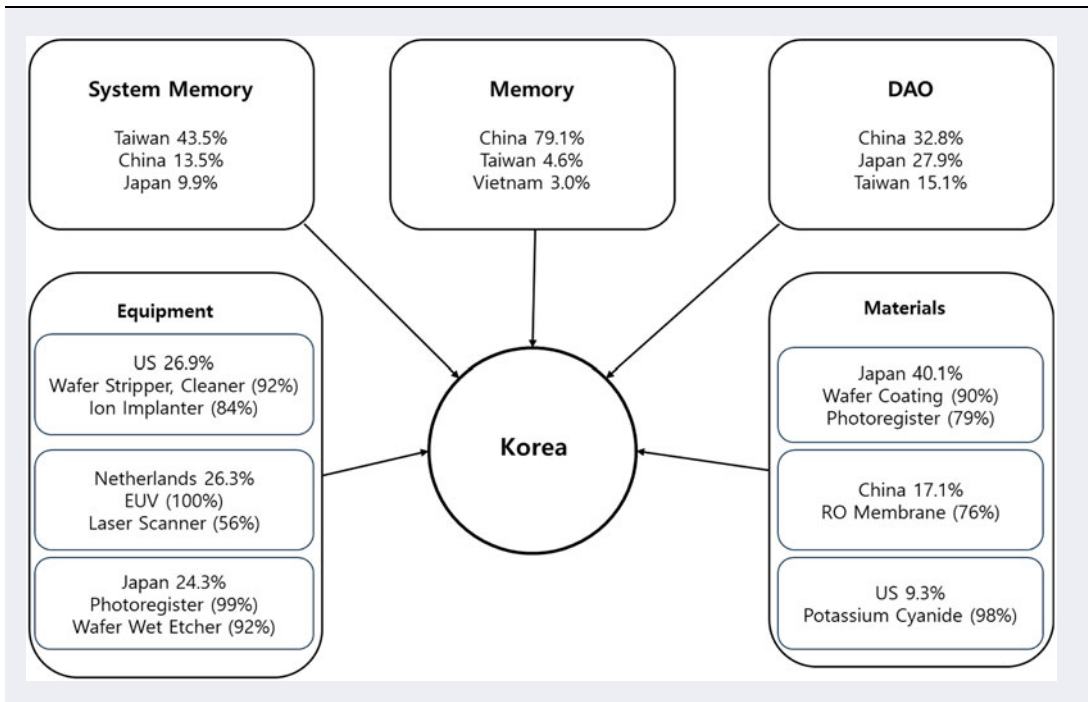 System Memory
Taiwan 43.5%
China 13.5%
Japan 9.9%
Memory
China 79.1%
Taiwan 4.6%
Vietnam 3.0%
DAO
China 32.8%
Japan 27.9%
Taiwan 15.1%
Equipment
US 26.9%
Wafer Stripper, Cleaner (92%)
Ion Implanter (84%)
Netherlands 26.3%
EUV (100%)
Laser Scanner (56%)
Japan 24.3%
Photoregister (99%)
Wafer Wet Etcher (92%)
Korea
Materials
Japan 40.1%
Wafer Coating (90%)
Photoregister (79%)
China 17.1%
RO Membrane (76%)
US 9.3%
Potassium Cyanide (98%)